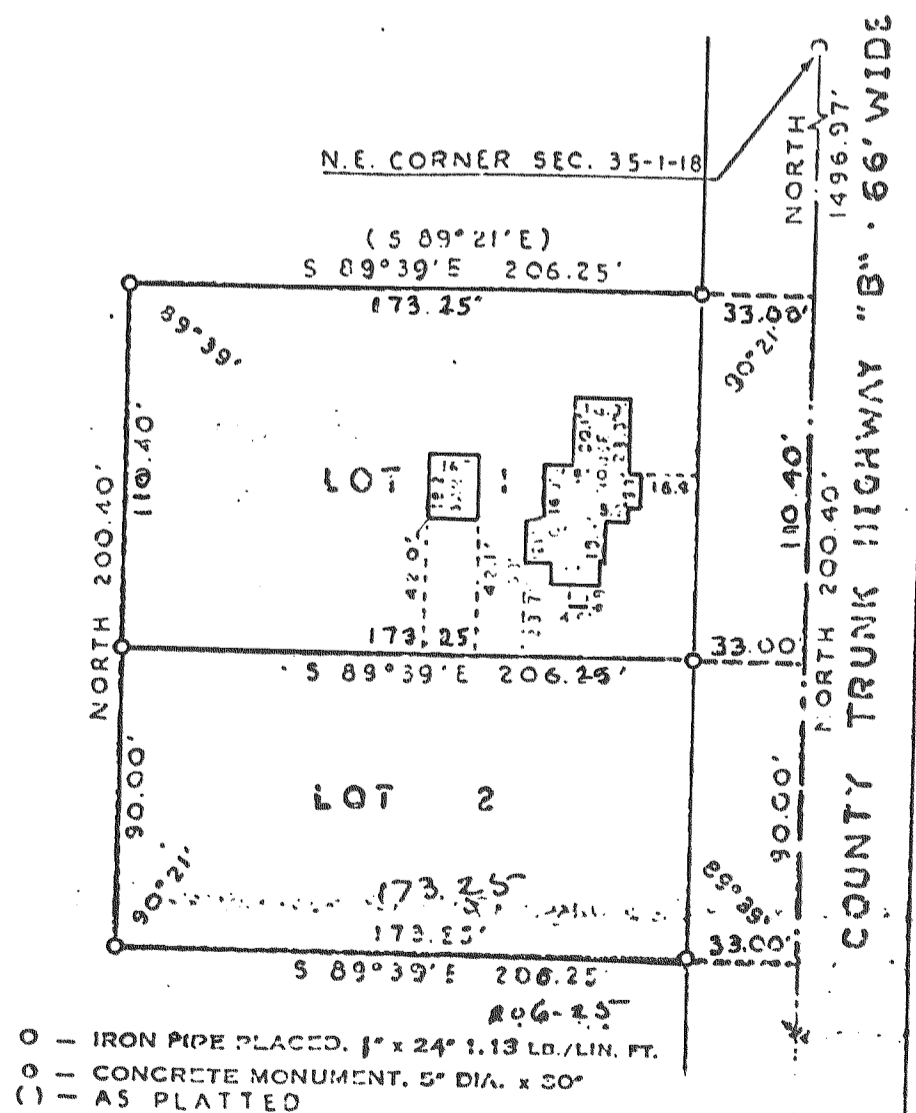 COUNTY TRUNK HIGHWAY "B" · 66' WIDE
NORTH
1496.97'
N.E. CORNER SEC. 35-1-18
(S 89°21'E)
S 89°39'E 206.25'
173.25'
33.00'
89°39'
90°21'
110.40'
NORTH 200.40'
LOT 1
110.40'
NORTH 200.40'
42.0'
42.1'
173.25
33.00
S 89°39'E 206.25'
LOT 2
90.00'
90.00'
90°21'
89°39'
173.25
173.25'
33.00'
S 89°39'E 206.25
206-25
O — IRON PIPE PLACED. 1" x 24" 1.13 LB./LIN. FT.
O — CONCRETE MONUMENT. 5" DIA. x 30"
( ) — AS PLATTED